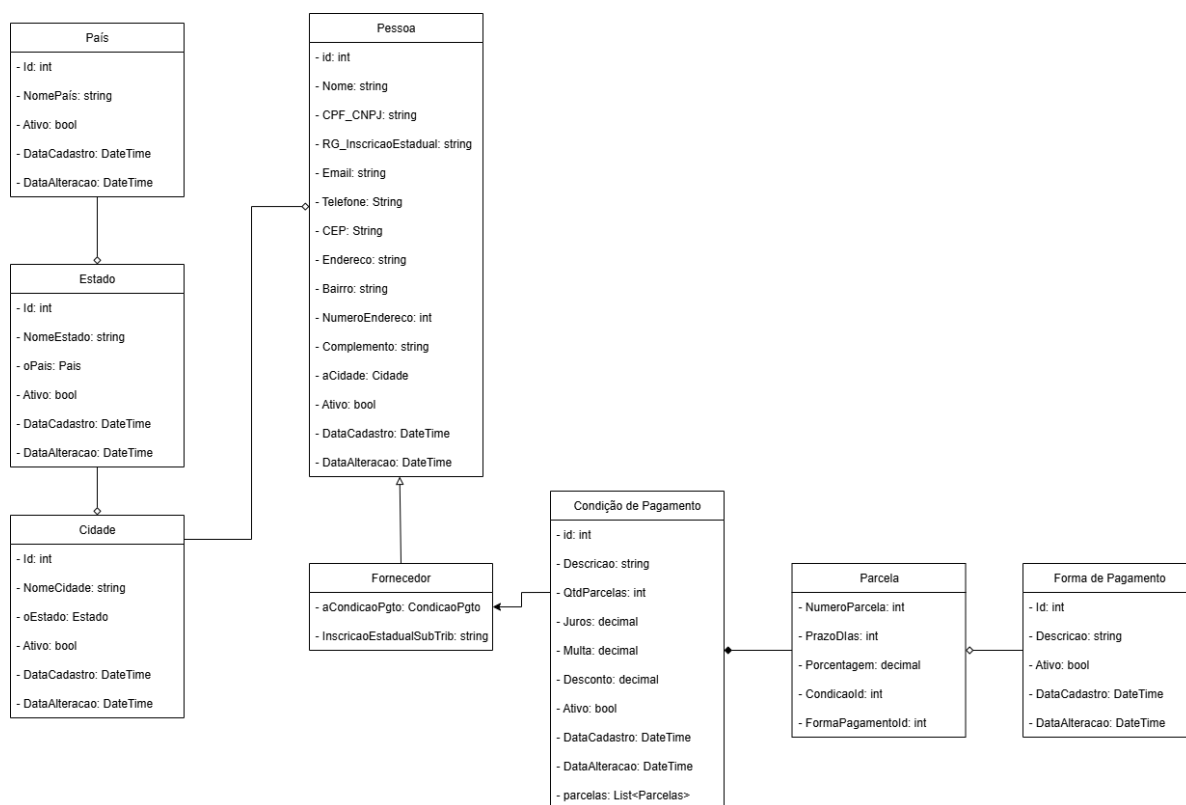 País
- Id: int
- NomePaís: string
- Ativo: bool
- DataCadastro: DateTime
- DataAlteracao: DateTime
Estado
- Id: int
- NomeEstado: string
- oPais: Pais
- Ativo: bool
- DataCadastro: DateTime
- DataAlteracao: DateTime
Cidade
- Id: int
- NomeCidade: string
- oEstado: Estado
- Ativo: bool
- DataCadastro: DateTime
- DataAlteracao: DateTime
Pessoa
- id: int
- Nome: string
- CPF_CNPJ: string
- RG_InscricaoEstadual: string
- Email: string
- Telefone: String
- CEP: String
- Endereco: string
- Bairro: string
- NumeroEndereco: int
- Complemento: string
- aCidade: Cidade
- Ativo: bool
- DataCadastro: DateTime
- DataAlteracao: DateTime
Fornecedor
- aCondicaoPgto: CondicaoPgto
- InscricaoEstadualSubTrib: string
Condição de Pagamento
- id: int
- Descricao: string
- QtdParcelas: int
- Juros: decimal
- Multa: decimal
- Desconto: decimal
- Ativo: bool
- DataCadastro: DateTime
- DataAlteracao: DateTime
- parcelas: List<Parcelas>
Parcela
- NumeroParcela: int
- PrazoDIas: int
- Porcentagem: decimal
- CondicaoId: int
- FormaPagamentoId: int
Forma de Pagamento
- Id: int
- Descricao: string
- Ativo: bool
- DataCadastro: DateTime
- DataAlteracao: DateTime